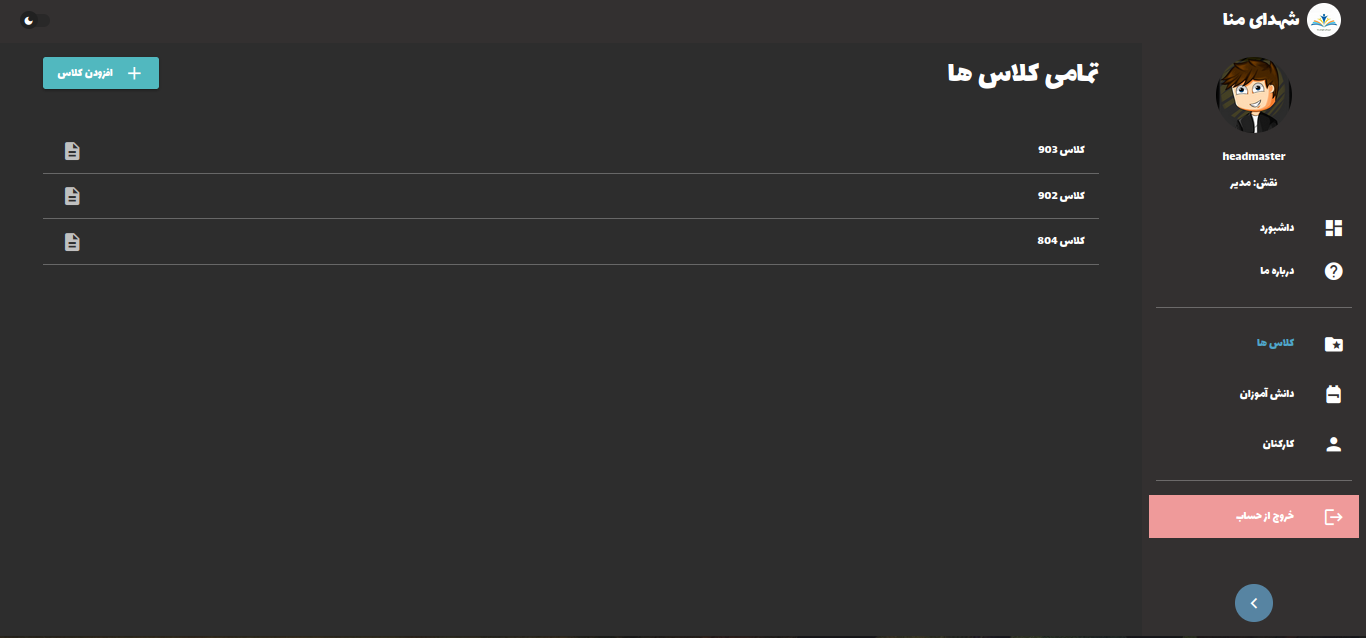 شهدای منا
headmaster
نقش: مدیر
داشبورد
درباره ما
کلاس ها
دانش آموزان
کارکنان
خروج از حساب
تمامی کلاس ها
افزودن کلاس
کلاس 903
کلاس 902
کلاس 804